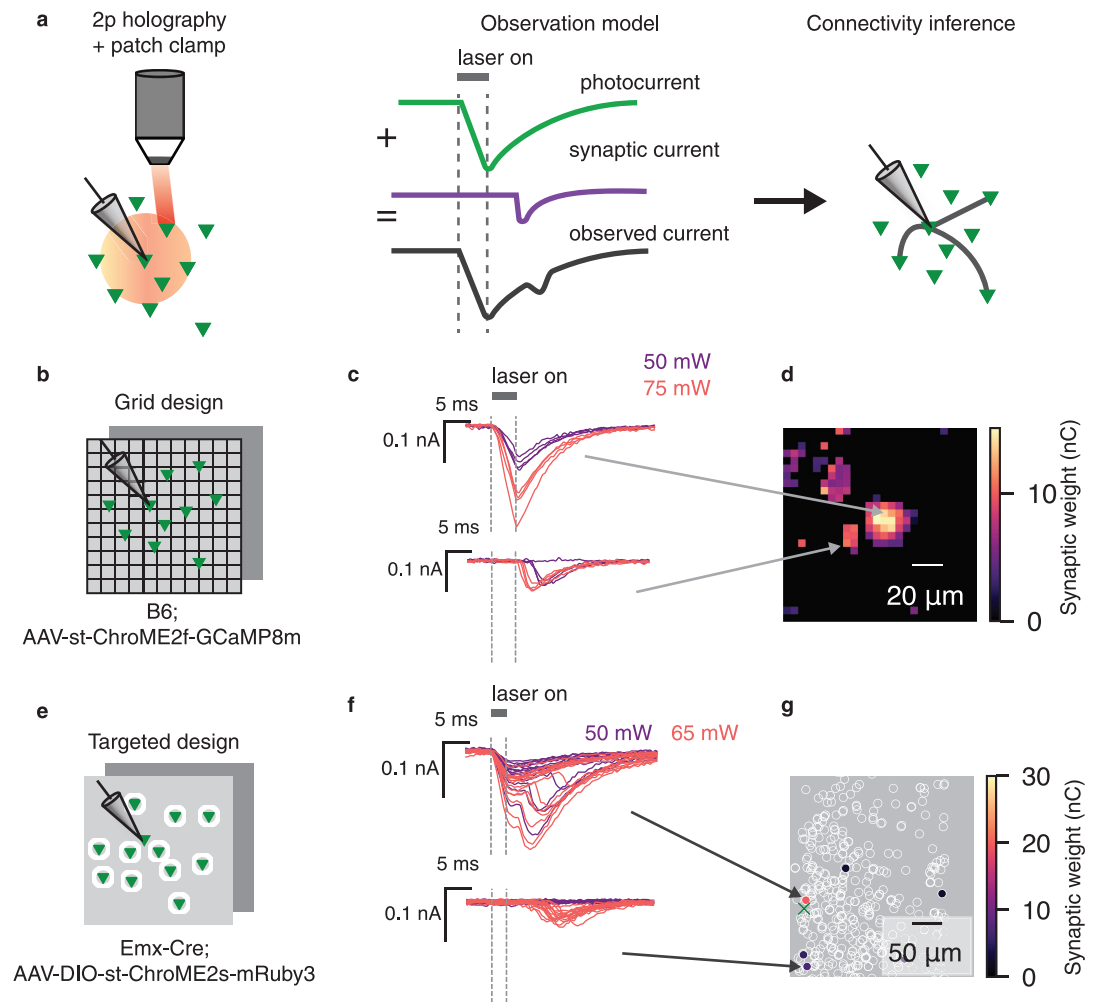 a
2p holography
+ patch clamp
Observation model
Connectivity inference
laser on
photocurrent
+
synaptic current
=
observed current
b
Grid design
B6;
AAV-st-ChroME2f-GCaMP8m
c
50 mW
75 mW
laser on
5 ms
0.1 nA
5 ms
0.1 nA
d
20 µm
10
0
Synaptic weight (nC)
e
Targeted design
Emx-Cre;
AAV-DIO-st-ChroME2s-mRuby3
f
laser on
50 mW 65 mW
5 ms
0.1 nA
5 ms
0.1 nA
g
50 µm
30
20
10
0
Synaptic weight (nC)